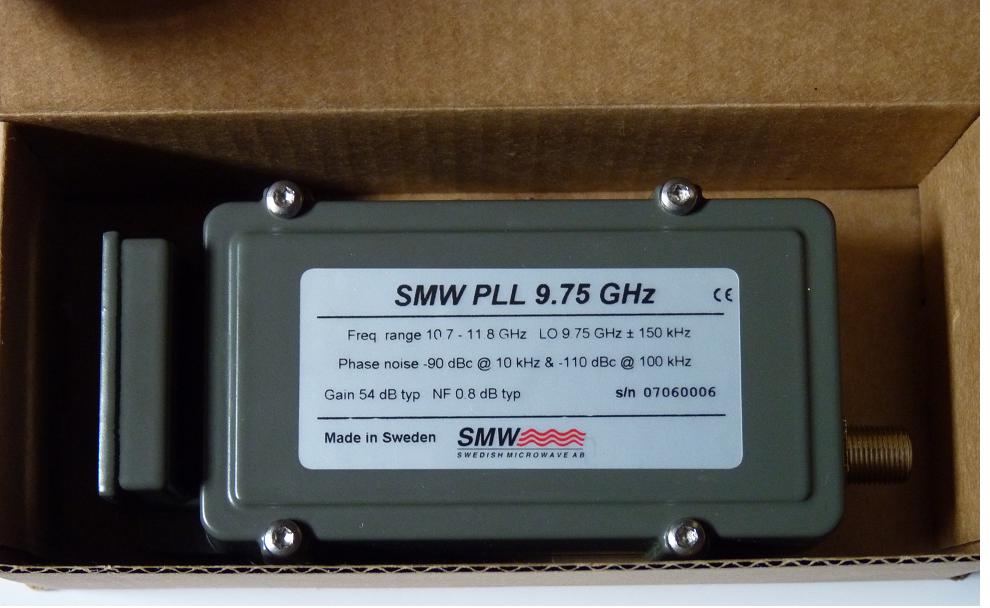 SMW PLL 9.75 GHz CE
Freq range 10.7 - 11.8 GHz LO 9.75 GHz ± 150 kHz
Phase noise -90 dBc @ 10 kHz & -110 dBc @ 100 kHz
Gain 54 dB typ NF 0.8 dB typ s/n 07060006
Made in Sweden SMW
SWEDISH MICROWAVE AB